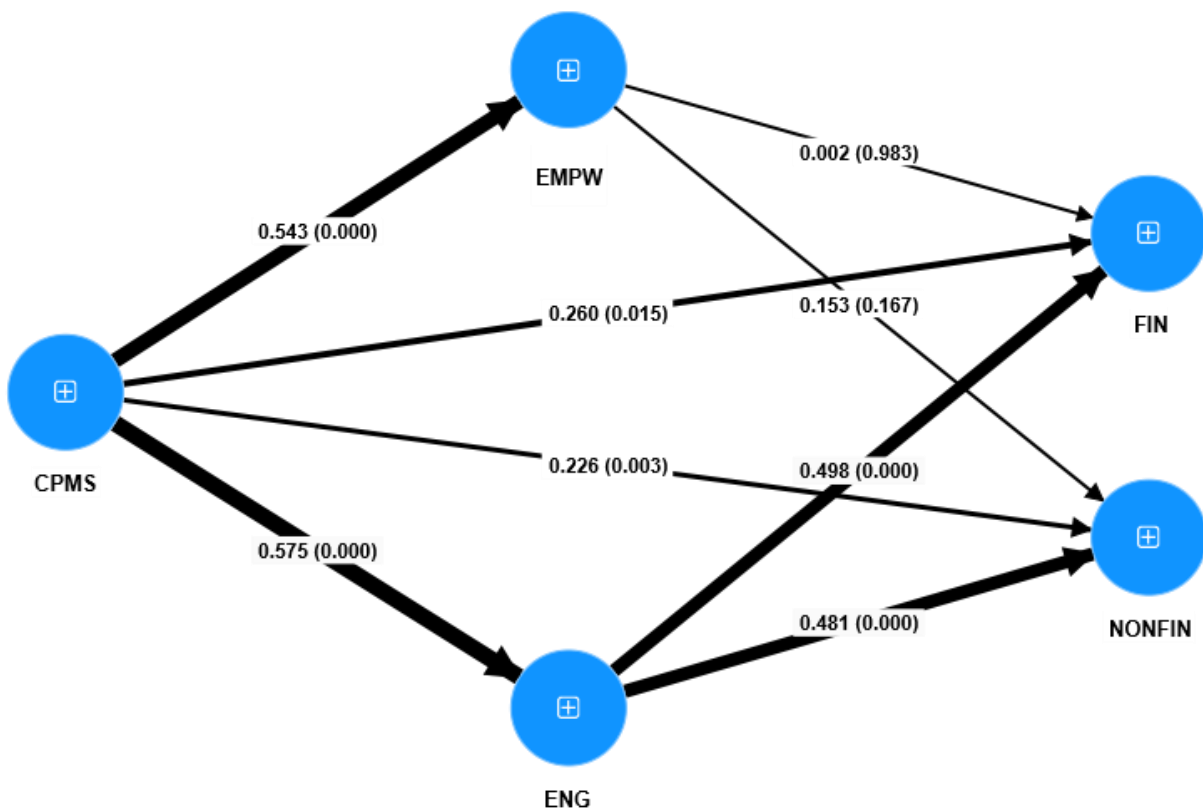 EMPW
0.002 (0.983)
0.543 (0.000)
0.260 (0.015)
0.153 (0.167)
FIN
CPMS
0.226 (0.003)
0.498 (0.000)
0.575 (0.000)
0.481 (0.000)
NONFIN
ENG